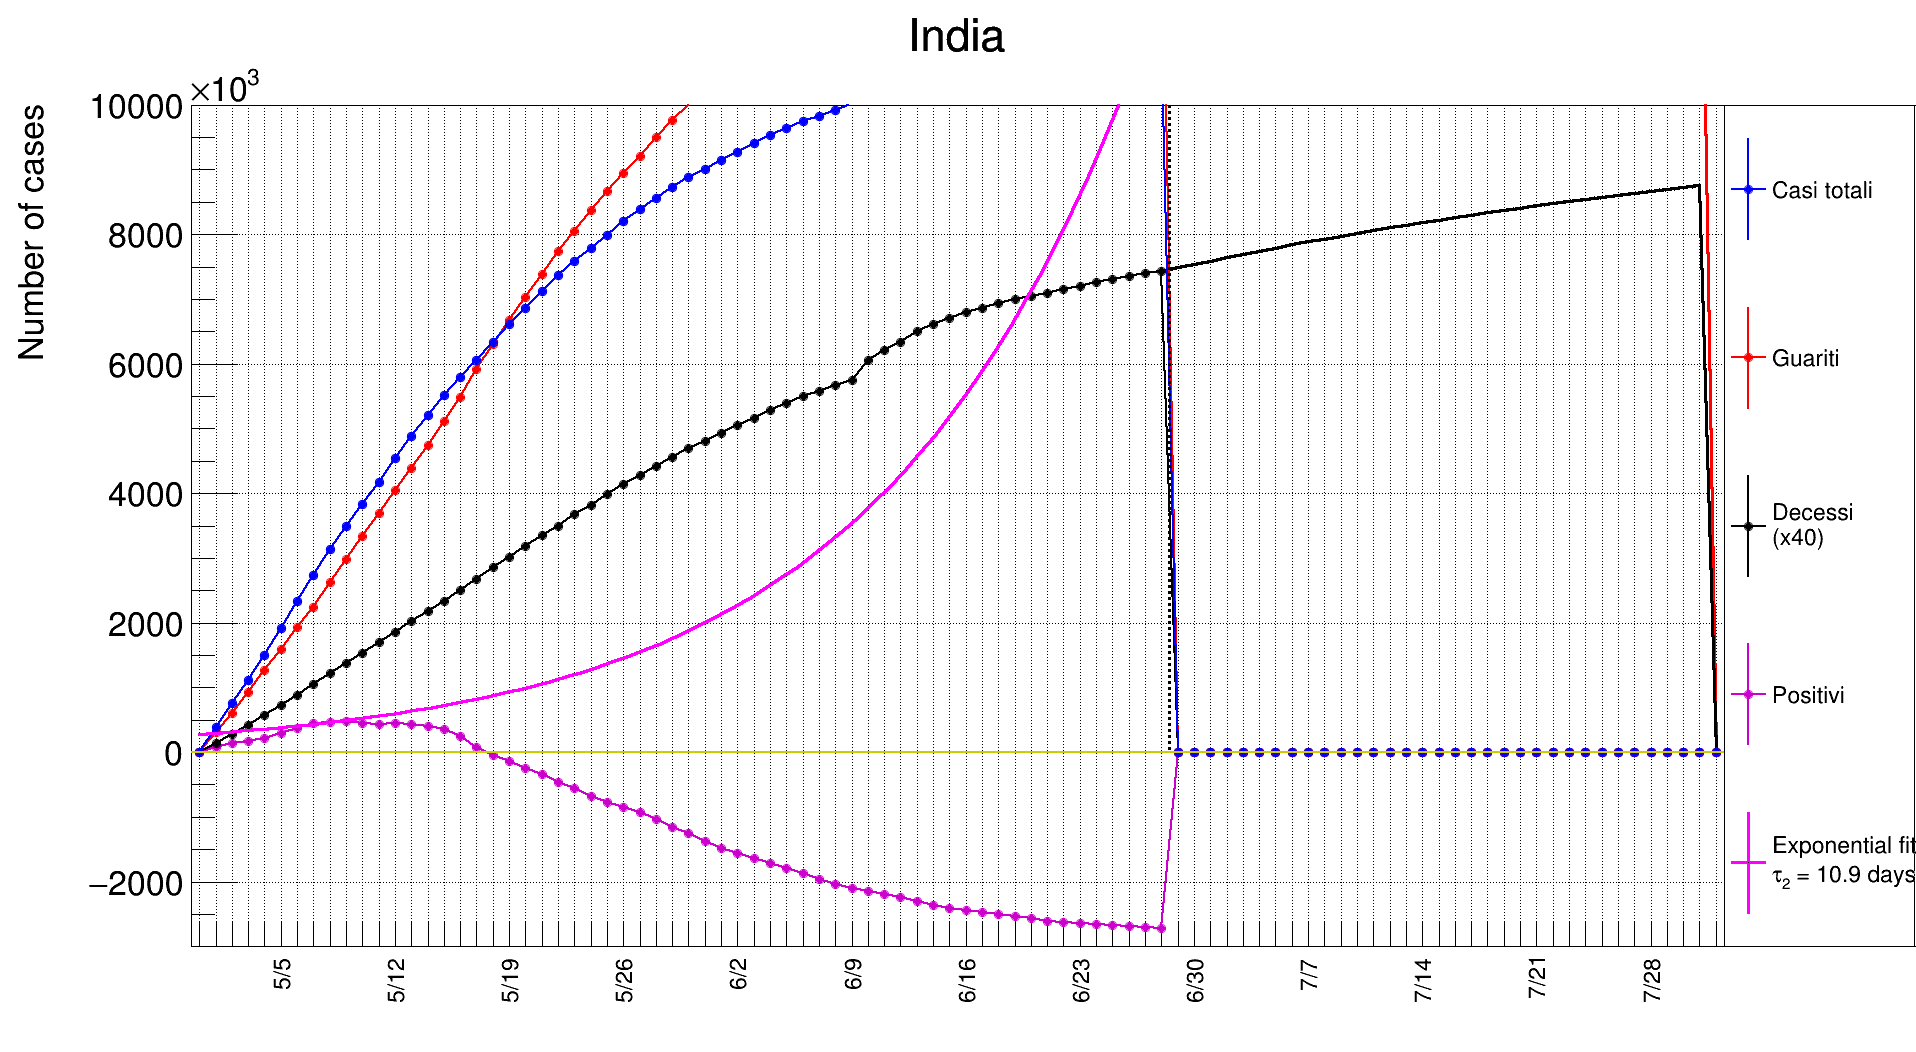 India
×10³
Number of cases
10000
8000
6000
4000
2000
0
−2000
5/5
5/12
5/19
5/26
6/2
6/9
6/16
6/23
6/30
7/7
7/14
7/21
7/28
Casi totali
Guariti
Decessi
(x40)
Positivi
Exponential fit
τ₂ = 10.9 days